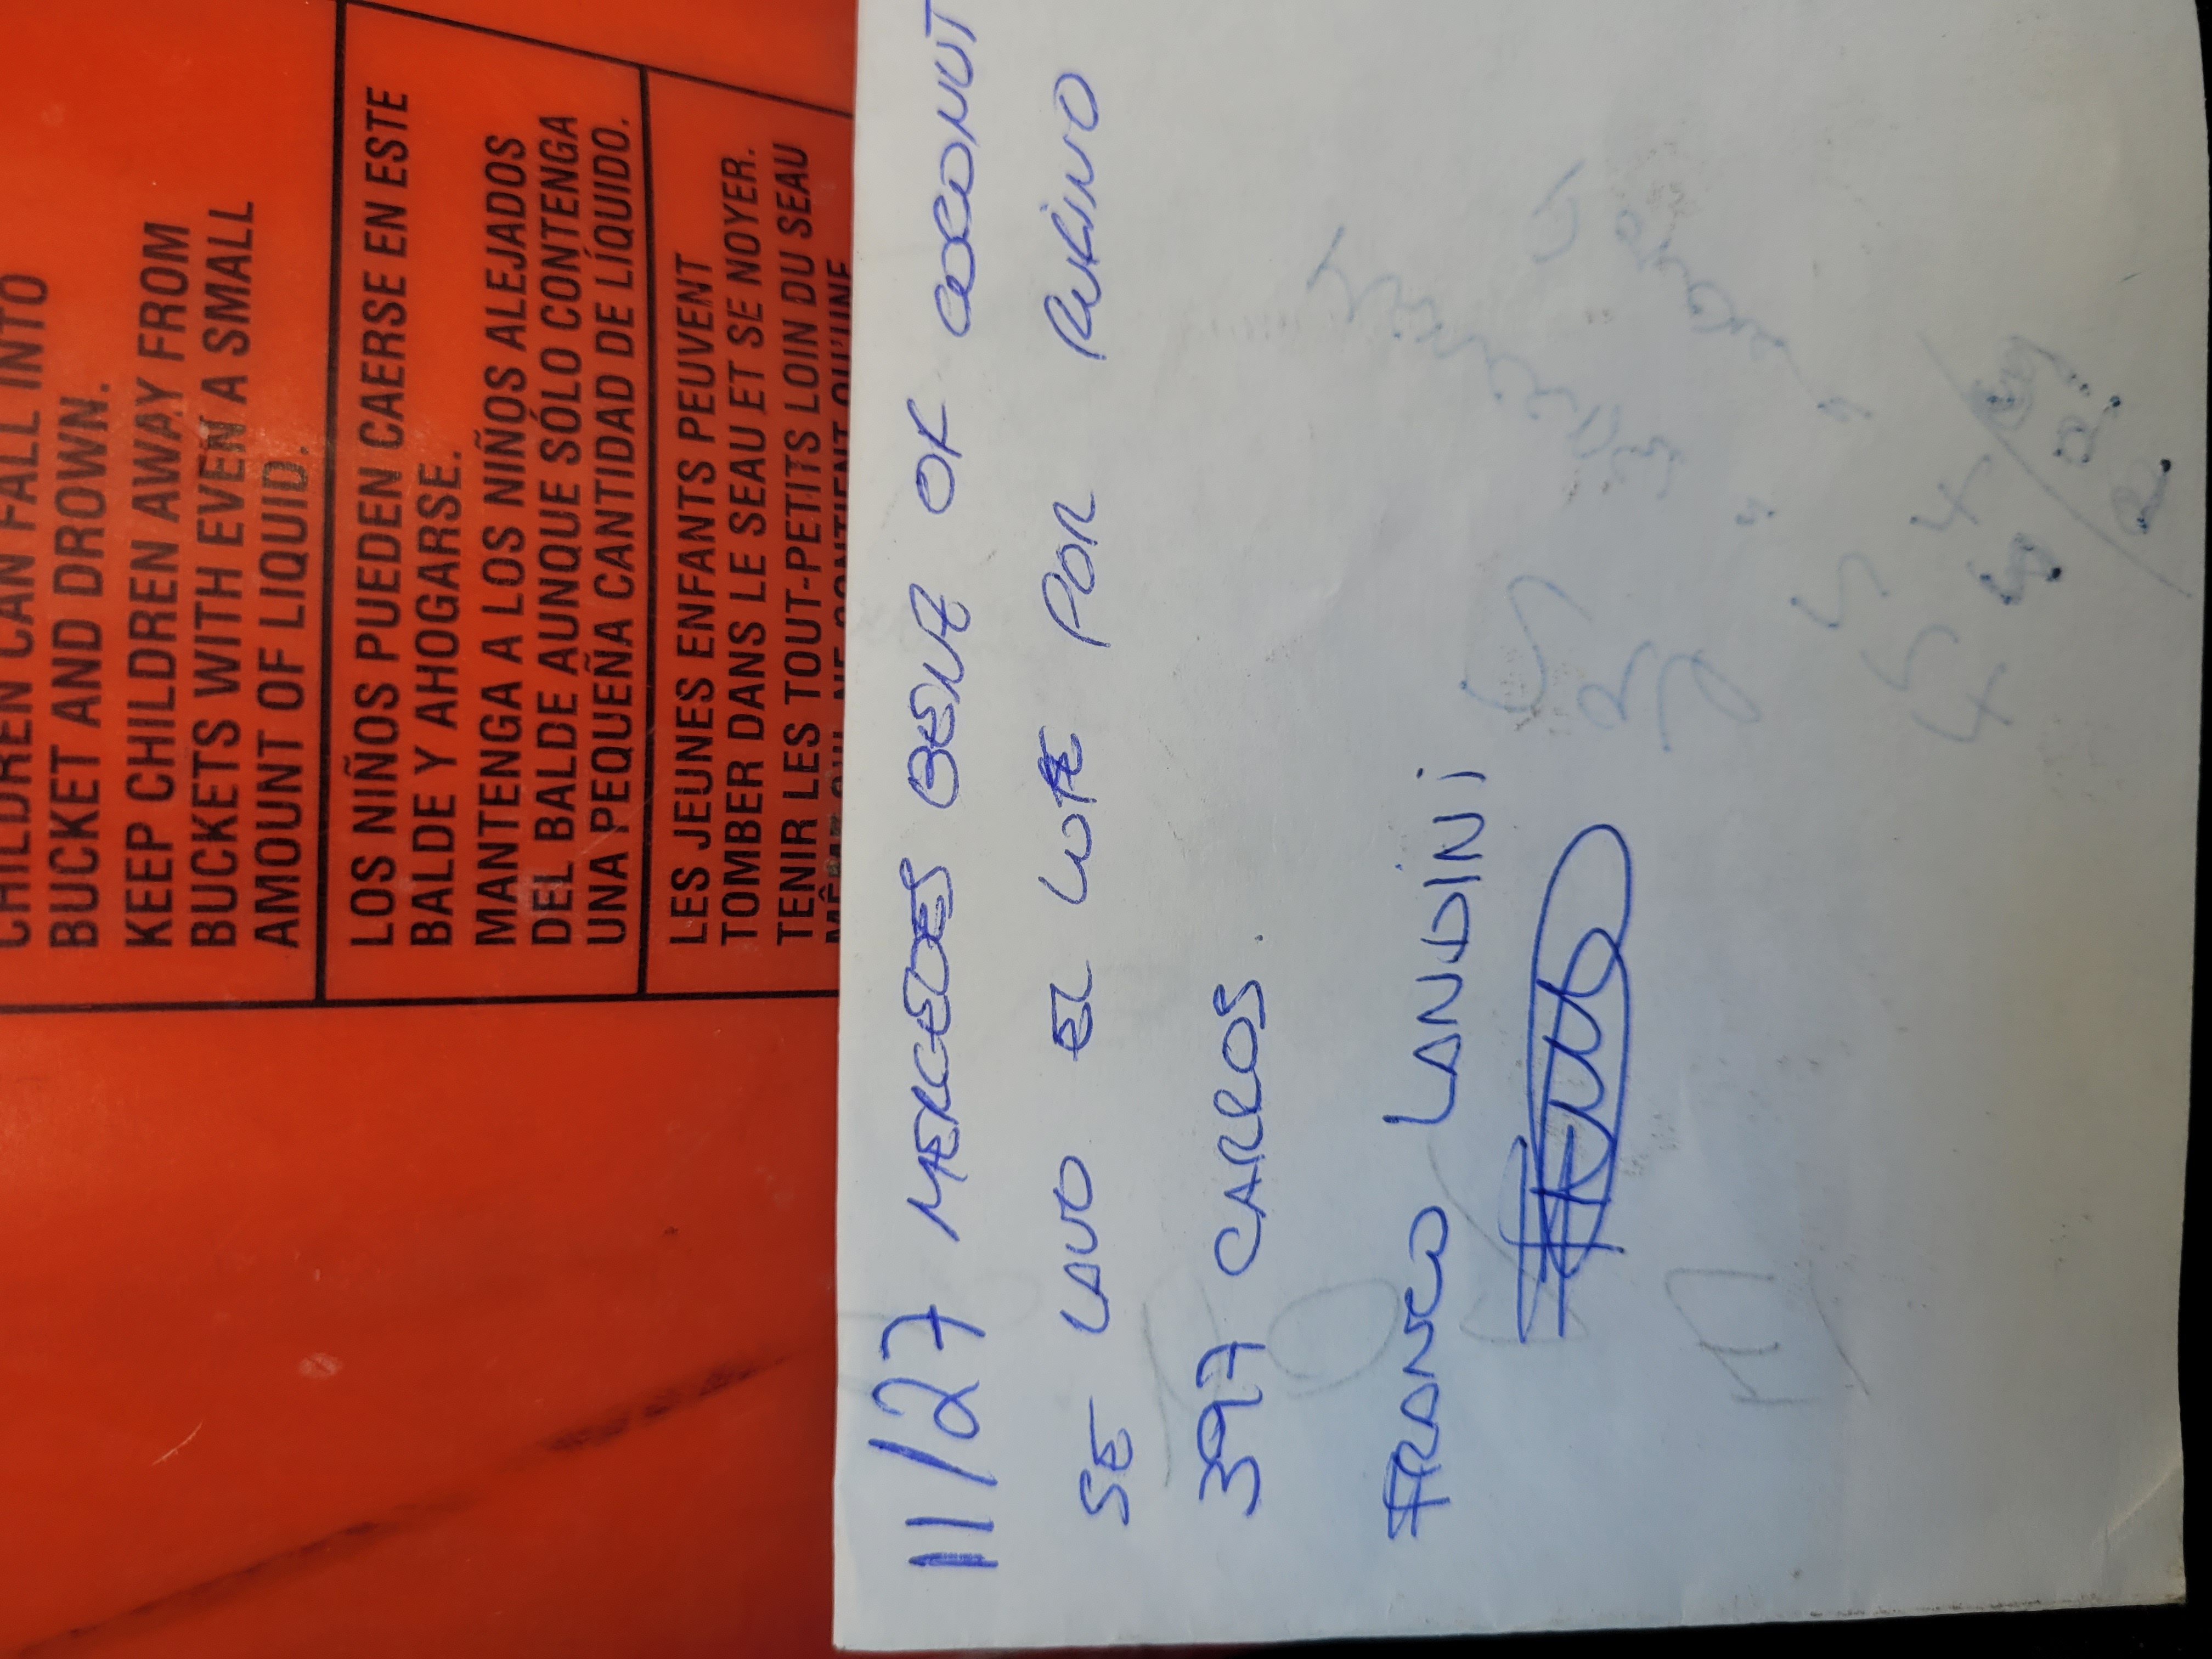 CHILDREN CAN FALL INTO
BUCKET AND DROWN.
KEEP CHILDREN AWAY FROM
BUCKETS WITH EVEN A SMALL
AMOUNT OF LIQUID.
LOS NIÑOS PUEDEN CAERSE EN ESTE
BALDE Y AHOGARSE.
MANTENGA A LOS NIÑOS ALEJADOS
DEL BALDE AUNQUE SÓLO CONTENGA
UNA PEQUEÑA CANTIDAD DE LÍQUIDO.
LES JEUNES ENFANTS PEUVENT
TOMBER DANS LE SEAU ET SE NOYER.
TENIR LES TOUT-PETITS LOIN DU SEAU
11/27 MERCEDES BENZ OF COCONUT
SE LAVO EL LOTE POR
397 CARROS.
FRANCO LANDINI